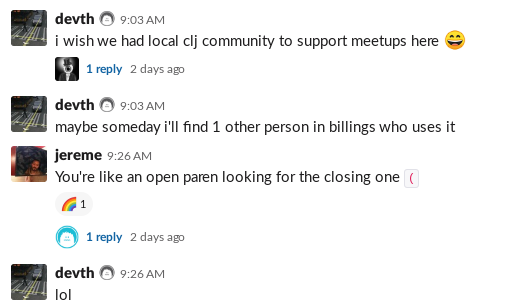 devth 9:03 AM
i wish we had local clj community to support meetups here 😄
1 reply 2 days ago
devth 9:03 AM
maybe someday i'll find 1 other person in billings who uses it
jereme 9:26 AM
You're like an open paren looking for the closing one (
🌈 1
1 reply 2 days ago
devth 9:26 AM
lol